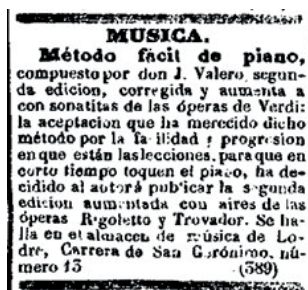 MUSICA.
Método fácil de piano,
compuesto por don J. Valero, segun-
da edicion, corregida y aumenta a
con sonatitas de las óperas de Verdi:
la aceptacion que ha merecido dicho
método por la fa ilidad y progresion
en que están las lecciones, para que en
corto tiempo toquen el piano, ha de-
cidido al autor á publicar la segunda
edicion aumentada con aires de las
óperas Rigoletto y Trovador. Se ha-
lla en el almacen de música de Lo-
dre, Carrera de San Gerónimo, nú-
mero 13 (389)